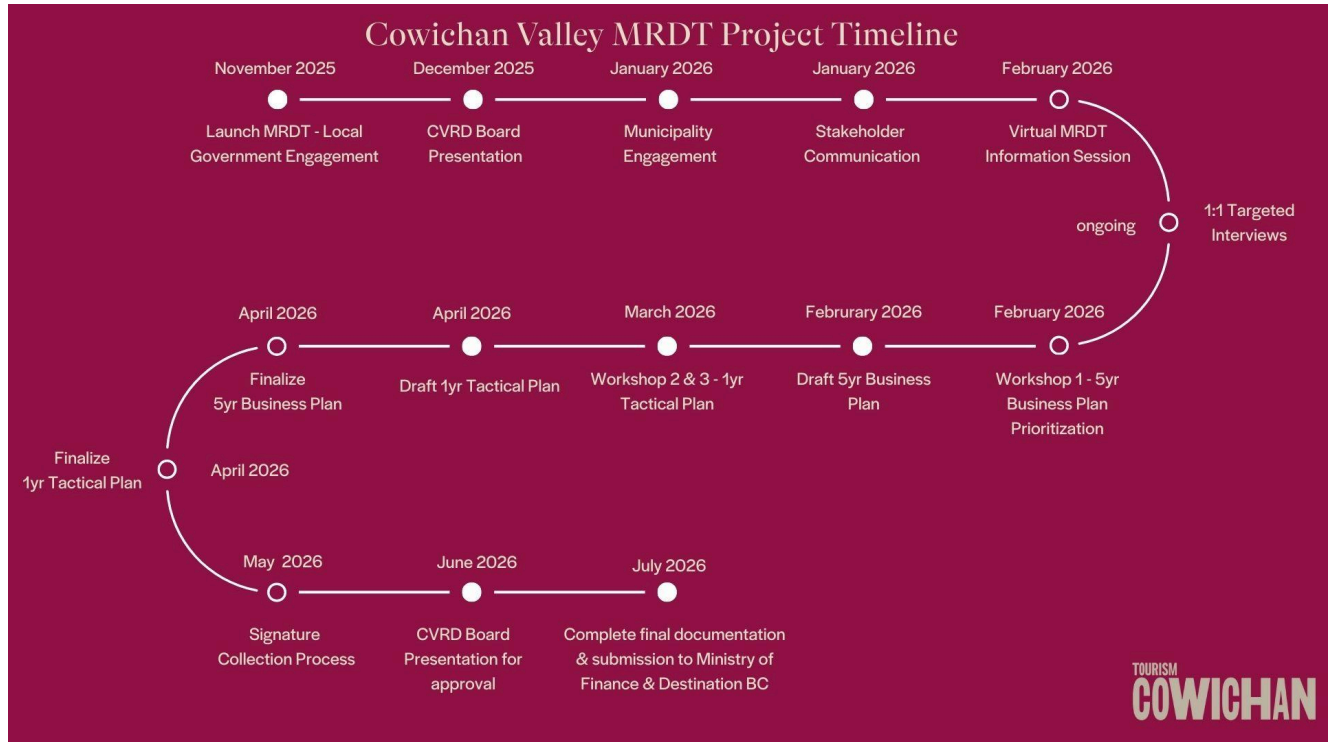 Cowichan Valley MRDT Project Timeline
November 2025
Launch MRDT - Local
Government Engagement
December 2025
CVRD Board
Presentation
January 2026
Municipality
Engagement
January 2026
Stakeholder
Communication
February 2026
Virtual MRDT
Information Session
ongoing
1:1 Targeted
Interviews
February 2026
Workshop 1 - 5yr
Business Plan
Prioritization
Februrary 2026
Draft 5yr Business
Plan
March 2026
Workshop 2 & 3 - 1yr
Tactical Plan
April 2026
Draft 1yr Tactical Plan
April 2026
Finalize
5yr Business Plan
April 2026
Finalize
1yr Tactical Plan
May 2026
Signature
Collection Process
June 2026
CVRD Board
Presentation for
approval
July 2026
Complete final documentation
& submission to Ministry of
Finance & Destination BC
TOURISM
COWICHAN